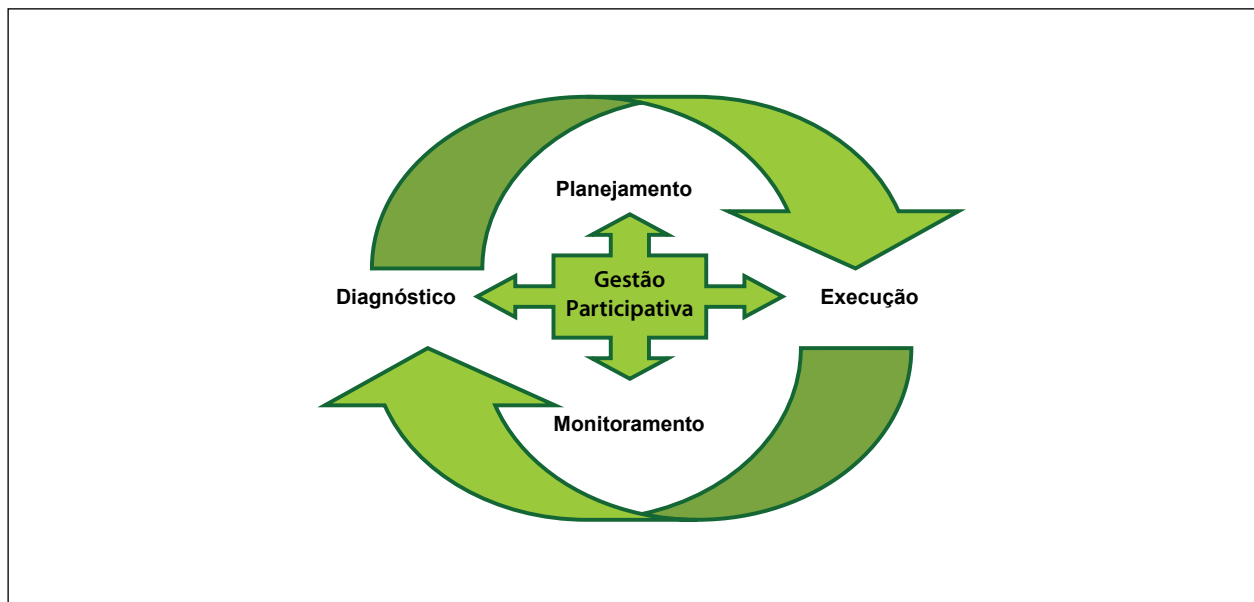 Planejamento
Gestão
Participativa
Diagnóstico
Execução
Monitoramento